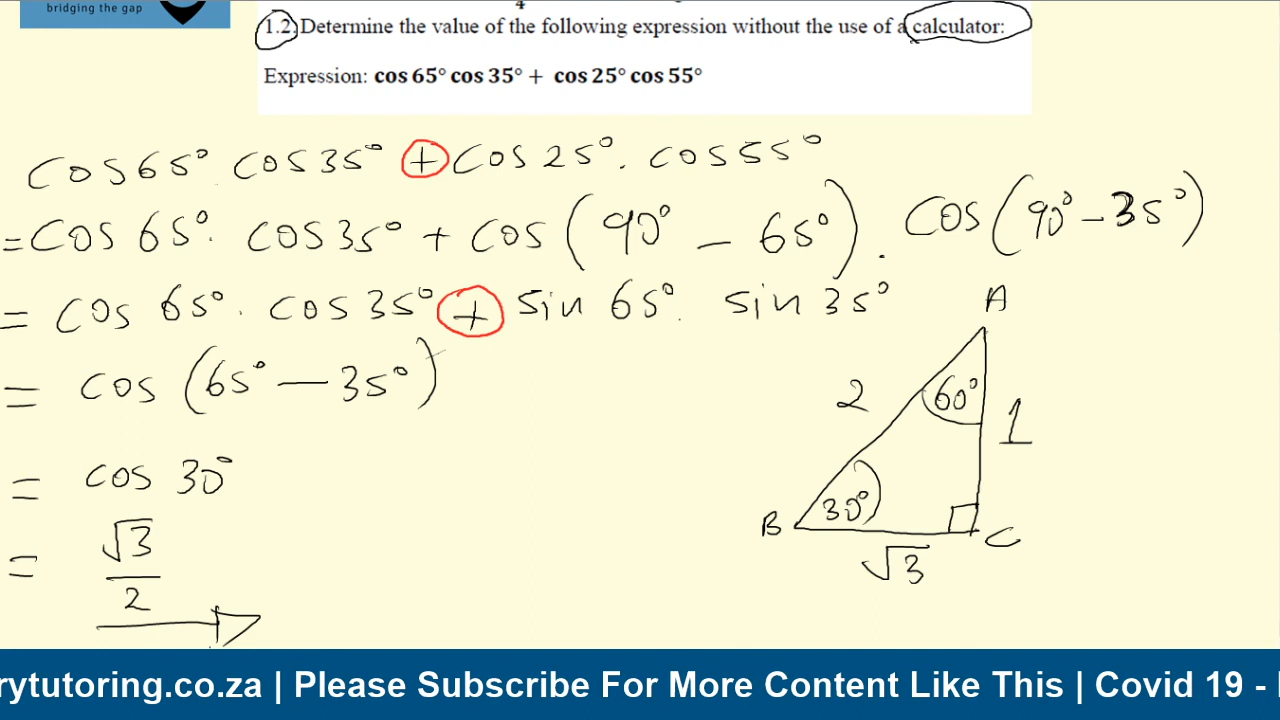 bridging the gap
4
1.2. Determine the value of the following expression without the use of a calculator:
Expression: cos 65° cos 35° + cos 25° cos 55°
cos 65° cos 35° + cos 25° . cos 55°
= cos 65° . cos 35° + cos (90° - 65°) . cos (90° - 35°)
= cos 65° . cos 35° + sin 65° . sin 35°
= cos (65° - 35°)
= cos 30°
= √3/2
A
2
60°
1
30°
B
C
√3
rytutoring.co.za | Please Subscribe For More Content Like This | Covid 19 -